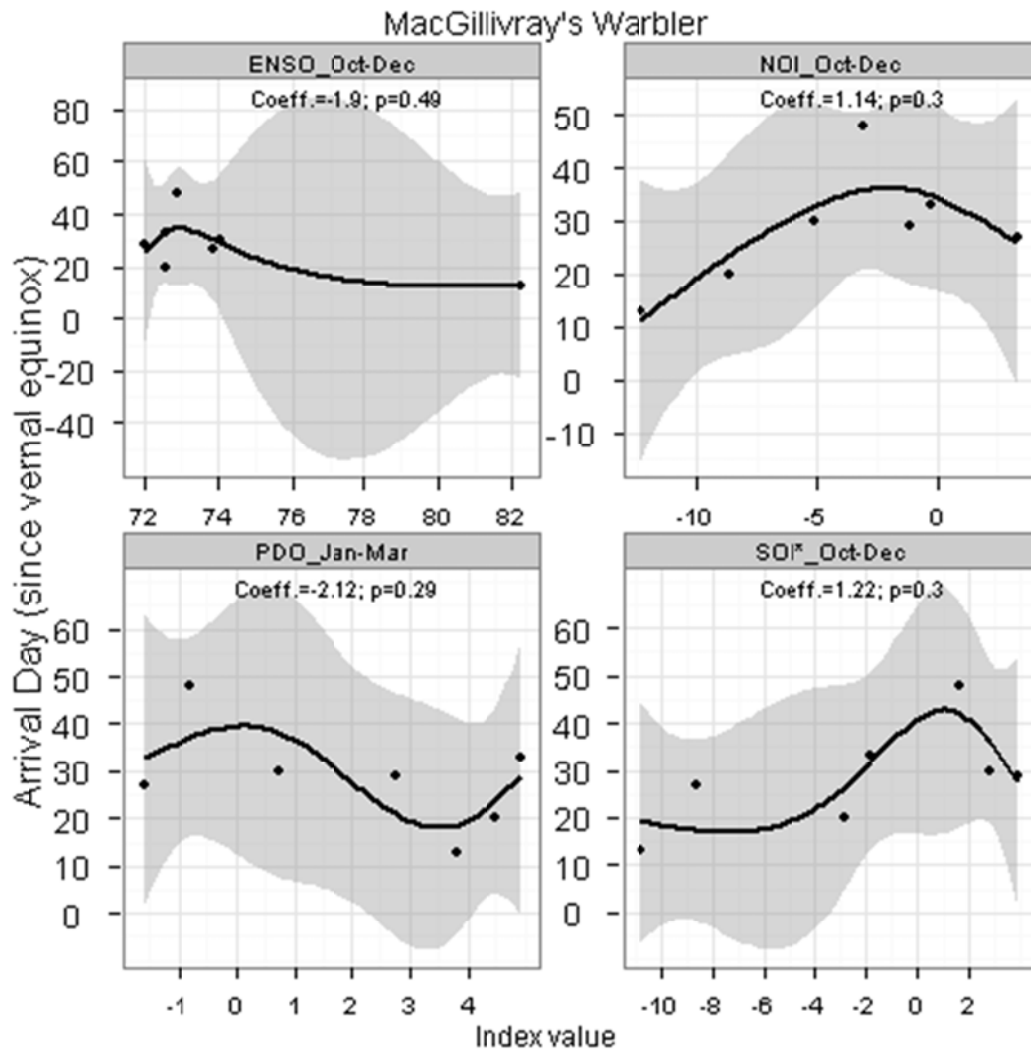 MacGillivray's Warbler
ENSO_Oct-Dec
Coeff.=-1.9; p=0.49
80
60
40
20
0
-20
-40
72 74 76 78 80 82
NOI_Oct-Dec
Coeff.=1.14; p=0.3
50
40
30
20
10
0
-10
-10 -5 0
PDO_Jan-Mar
Coeff.=-2.12; p=0.29
60
50
40
30
20
10
0
-1 0 1 2 3 4
SOI*_Oct-Dec
Coeff.=1.22; p=0.3
60
50
40
30
20
10
0
-10 -8 -6 -4 -2 0 2
Arrival Day (since vernal equinox)
Index value